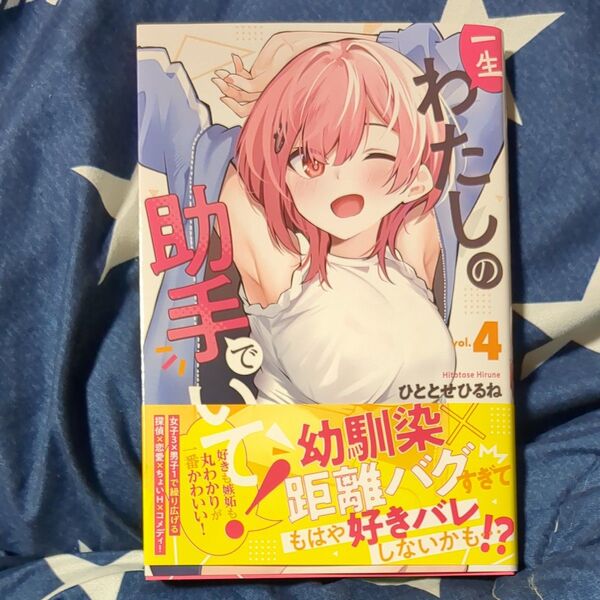 一生
わたしの
助手でいて!
vol.4
Hitotose Hirune
ひととせひるね
幼馴染×
距離バグすぎて
もはや好きバレ
しないかも!?
好きも嫉妬も
丸わかりが
一番かわいい!
女子3×男子1で繰り広げる
探偵×恋愛×ちょいH×コメディ!